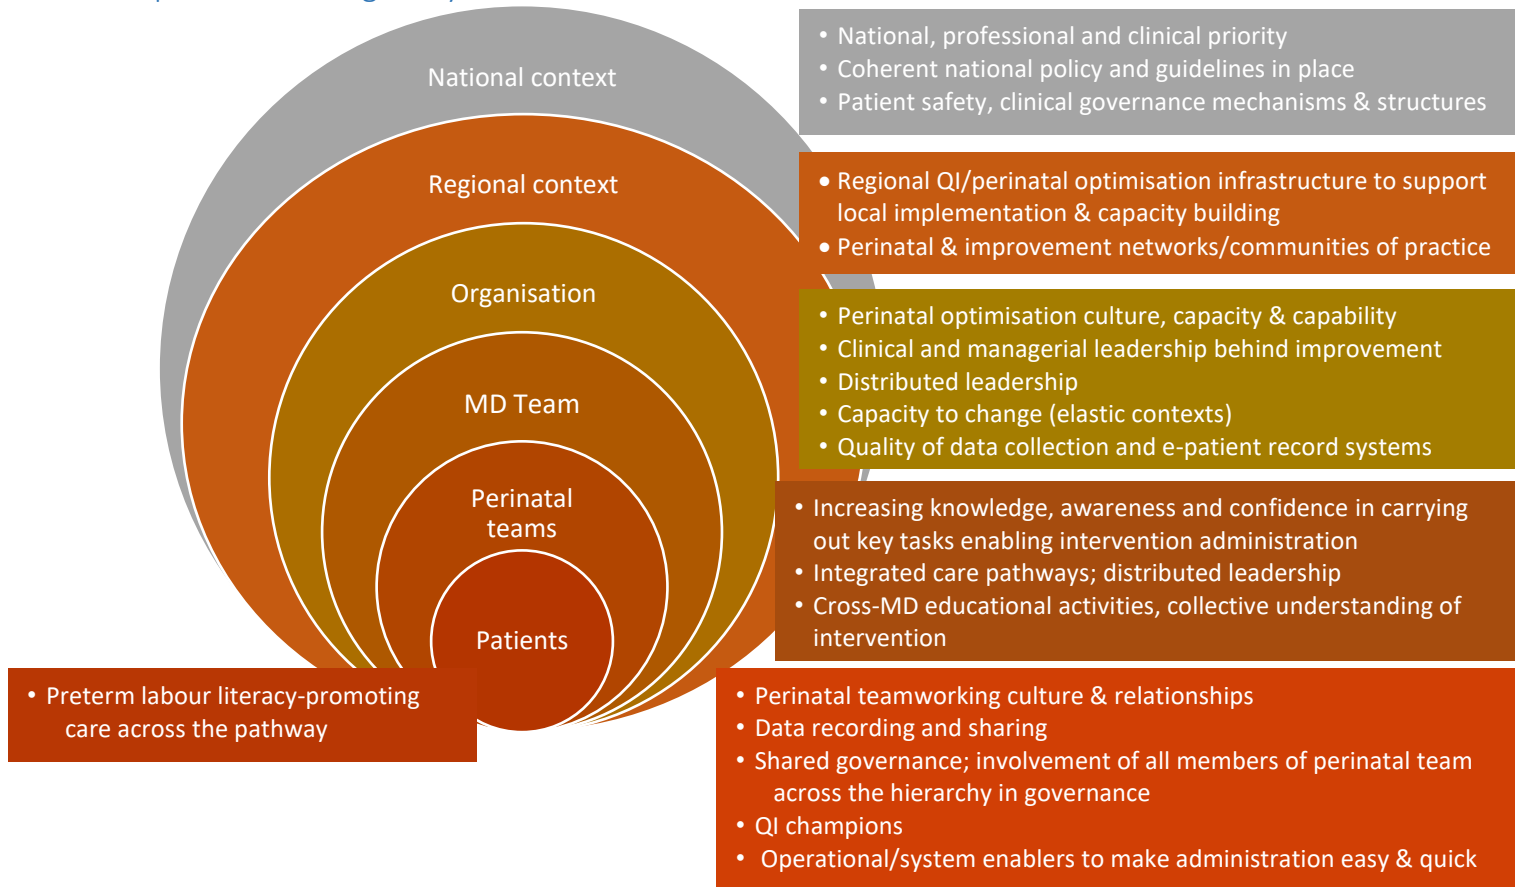 National context
Regional context
Organisation
MD Team
Perinatal
teams
Patients
• National, professional and clinical priority
• Coherent national policy and guidelines in place
• Patient safety, clinical governance mechanisms & structures
• Regional QI/perinatal optimisation infrastructure to support
local implementation & capacity building
• Perinatal & improvement networks/communities of practice
• Perinatal optimisation culture, capacity & capability
• Clinical and managerial leadership behind improvement
• Distributed leadership
• Capacity to change (elastic contexts)
• Quality of data collection and e-patient record systems
• Increasing knowledge, awareness and confidence in carrying
out key tasks enabling intervention administration
• Integrated care pathways; distributed leadership
• Cross-MD educational activities, collective understanding of
intervention
• Preterm labour literacy-promoting
care across the pathway
• Perinatal teamworking culture & relationships
• Data recording and sharing
• Shared governance; involvement of all members of perinatal team
across the hierarchy in governance
• QI champions
• Operational/system enablers to make administration easy & quick